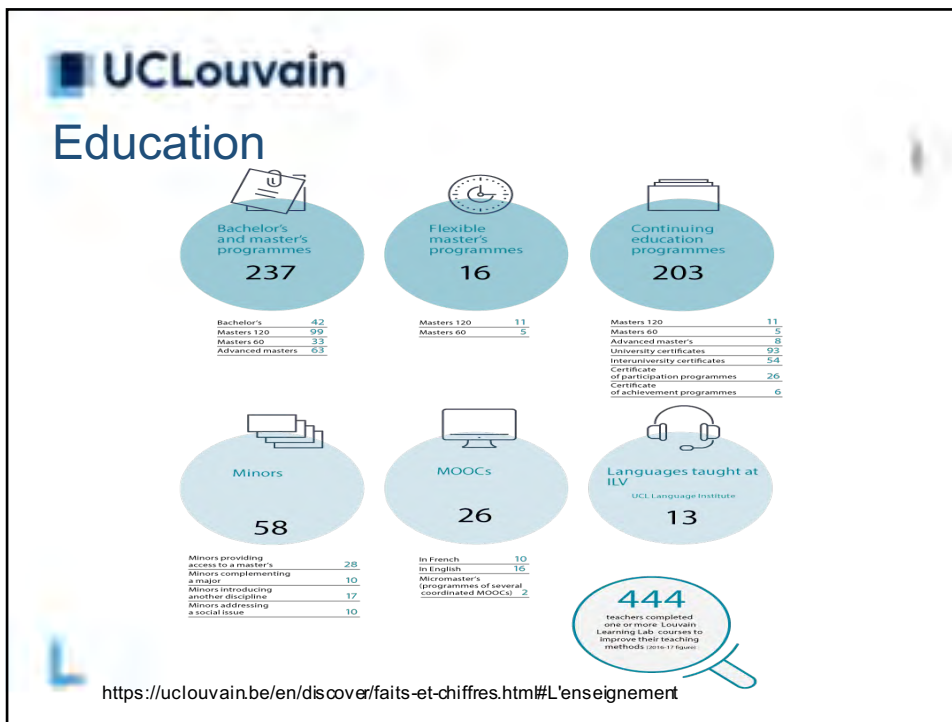 UCLouvain
Education
Bachelor's
and master's
programmes
237
Bachelor's 42
Masters 120 99
Masters 60 33
Advanced masters 63
Flexible
master's
programmes
16
Masters 120 11
Masters 60 5
Continuing
education
programmes
203
Masters 120 11
Masters 60 5
Advanced master's 8
University certificates 93
Interuniversity certificates 54
Certificate
of participation programmes 26
Certificate
of achievement programmes 6
Minors
58
Minors providing
access to a master's 28
Minors complementing
a major 10
Minors introducing
another discipline 17
Minors addressing
a social issue 10
MOOCs
26
In French 10
In English 16
Micromaster's
(programmes of several
coordinated MOOCs) 2
Languages taught at
ILV
UCL Language Institute
13
444
teachers completed
one or more Louvain
Learning Lab courses to
improve their teaching
methods (2016-17 figure)
L
https://uclouvain.be/en/discover/faits-et-chiffres.html#L'enseignement